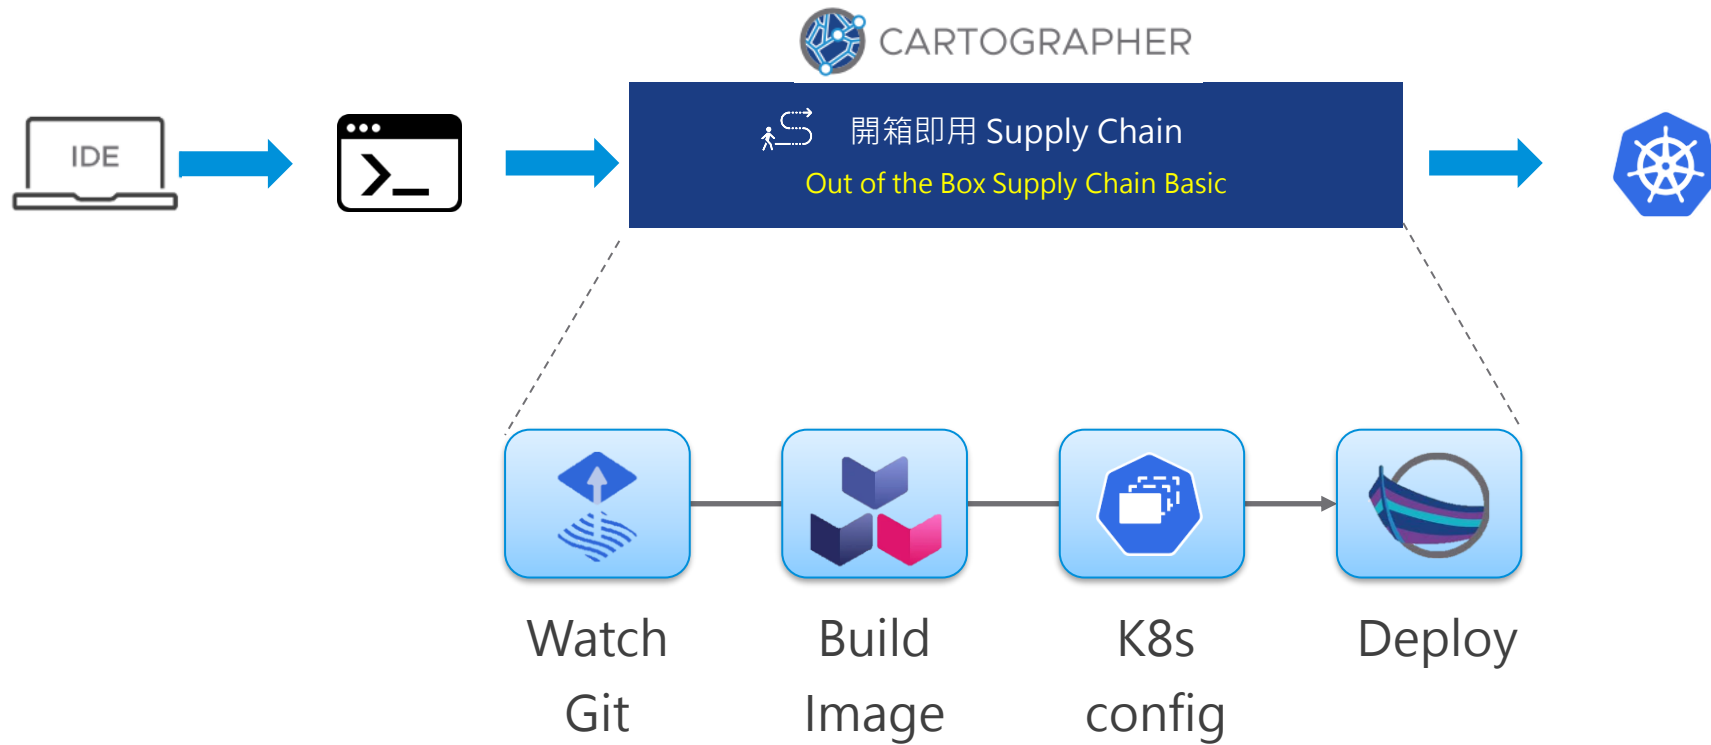 CARTOGRAPHER
IDE
開箱即用 Supply Chain
Out of the Box Supply Chain Basic
Watch
Git
Build
Image
K8s
config
Deploy